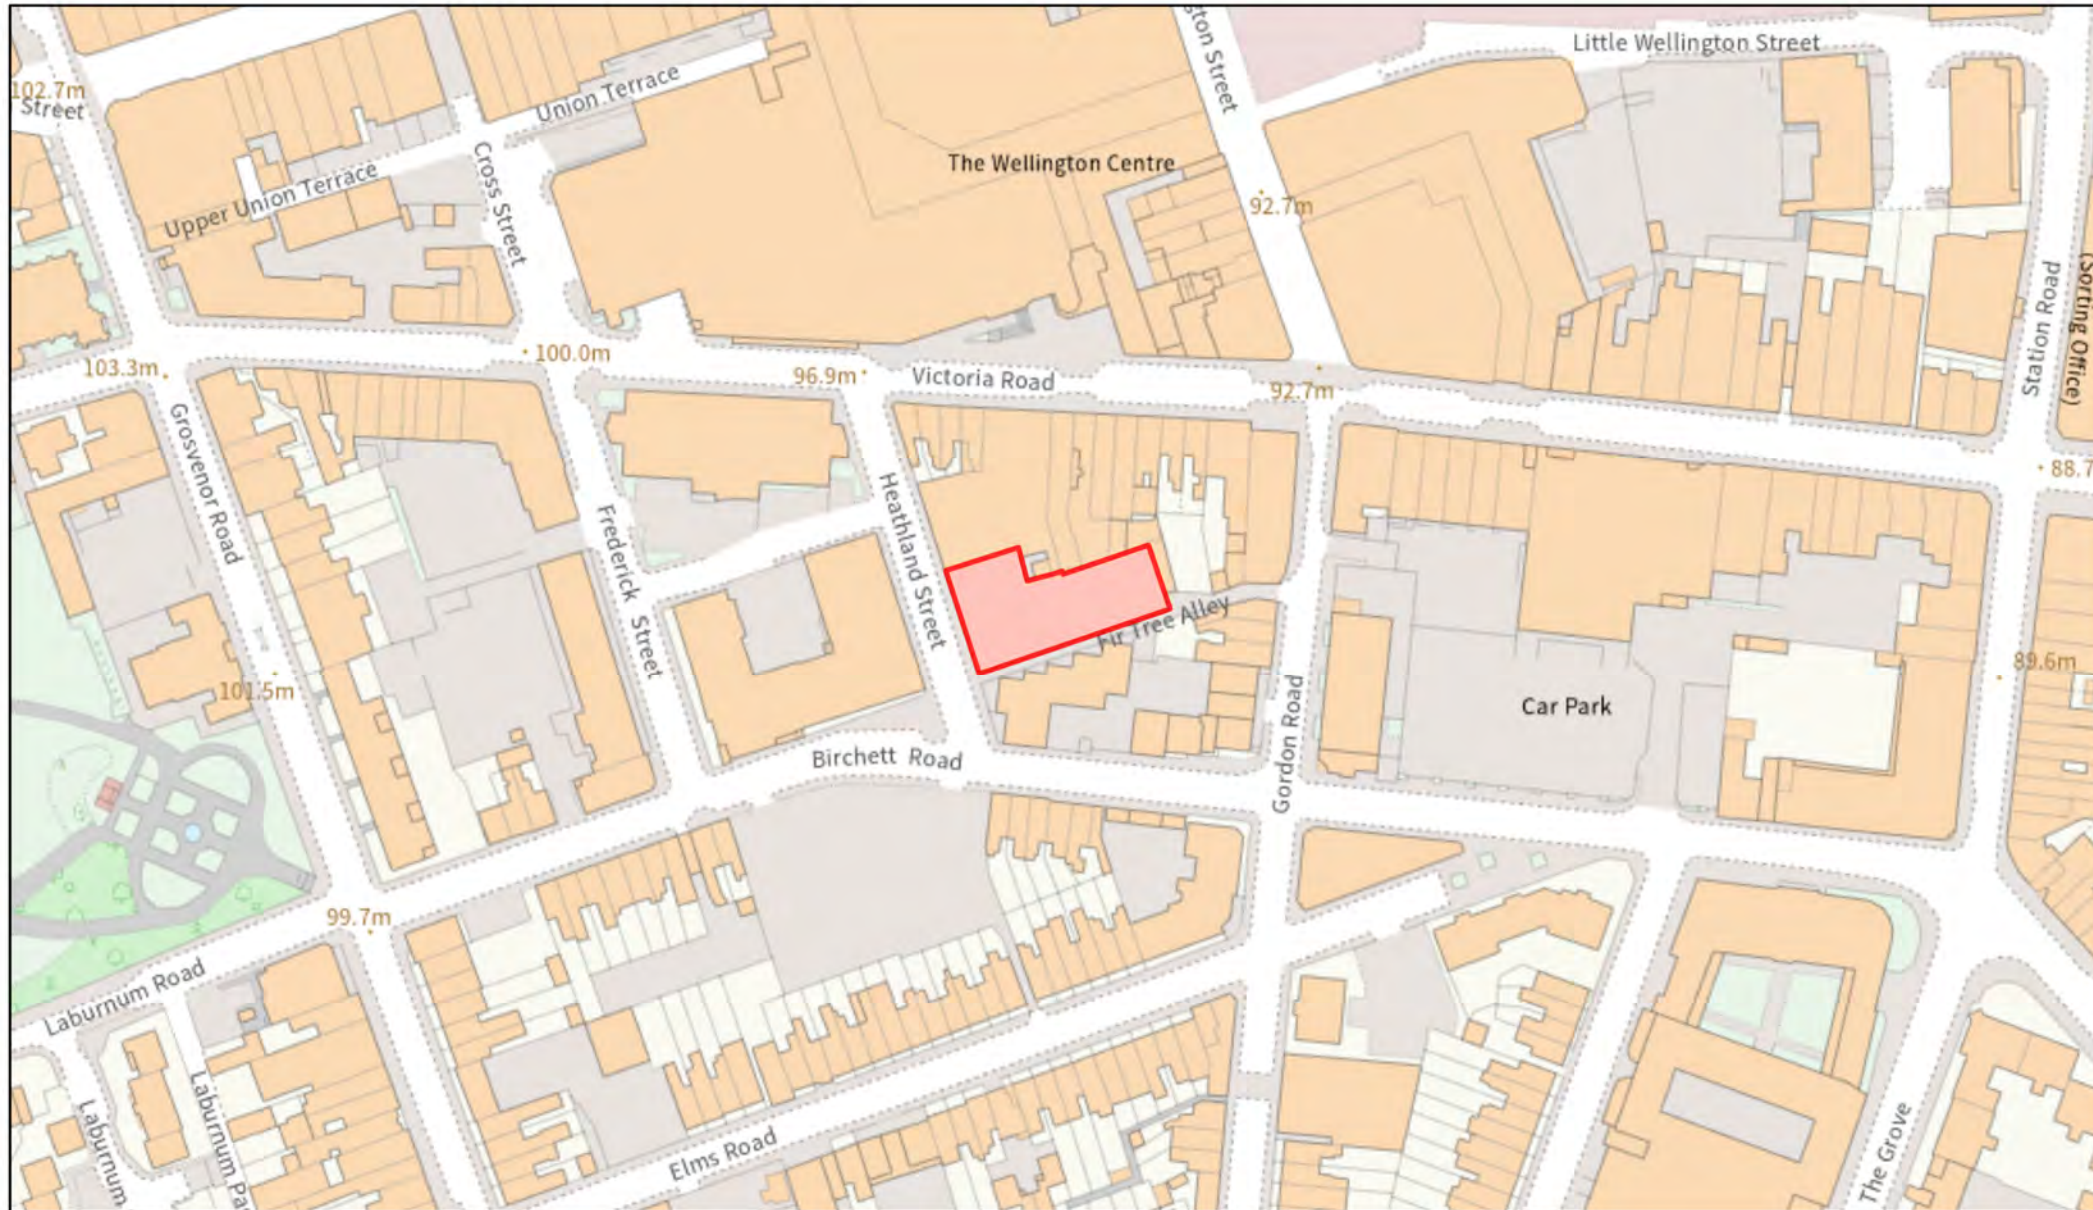 Little Wellington Street
102.7m
Street
Union Terrace
Upper Union Terrace
Cross Street
The Wellington Centre
92.7m
Station Road
(Sorting Office)
103.3m
100.0m
96.9m
Victoria Road
92.7m
88.7
Grosvenor Road
Frederick Street
Heathland Street
Fir Tree Alley
Gordon Road
Car Park
89.6m
101.5m
Birchett Road
99.7m
Laburnum Road
Laburnum
Elms Road
The Grove